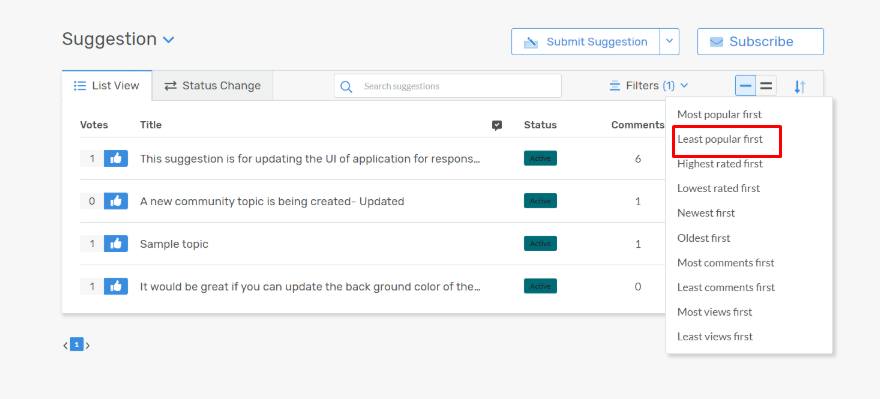 Suggestion
Submit Suggestion
Subscribe
List View
Status Change
Search suggestions
Filters (1)
Votes Title Status Comments
1 This suggestion is for updating the UI of application for respons... Active 6
0 A new community topic is being created- Updated Active 1
1 Sample topic Active 1
1 It would be great if you can update the back ground color of the... Active 0
Most popular first
Least popular first
Highest rated first
Lowest rated first
Newest first
Oldest first
Most comments first
Least comments first
Most views first
Least views first
1